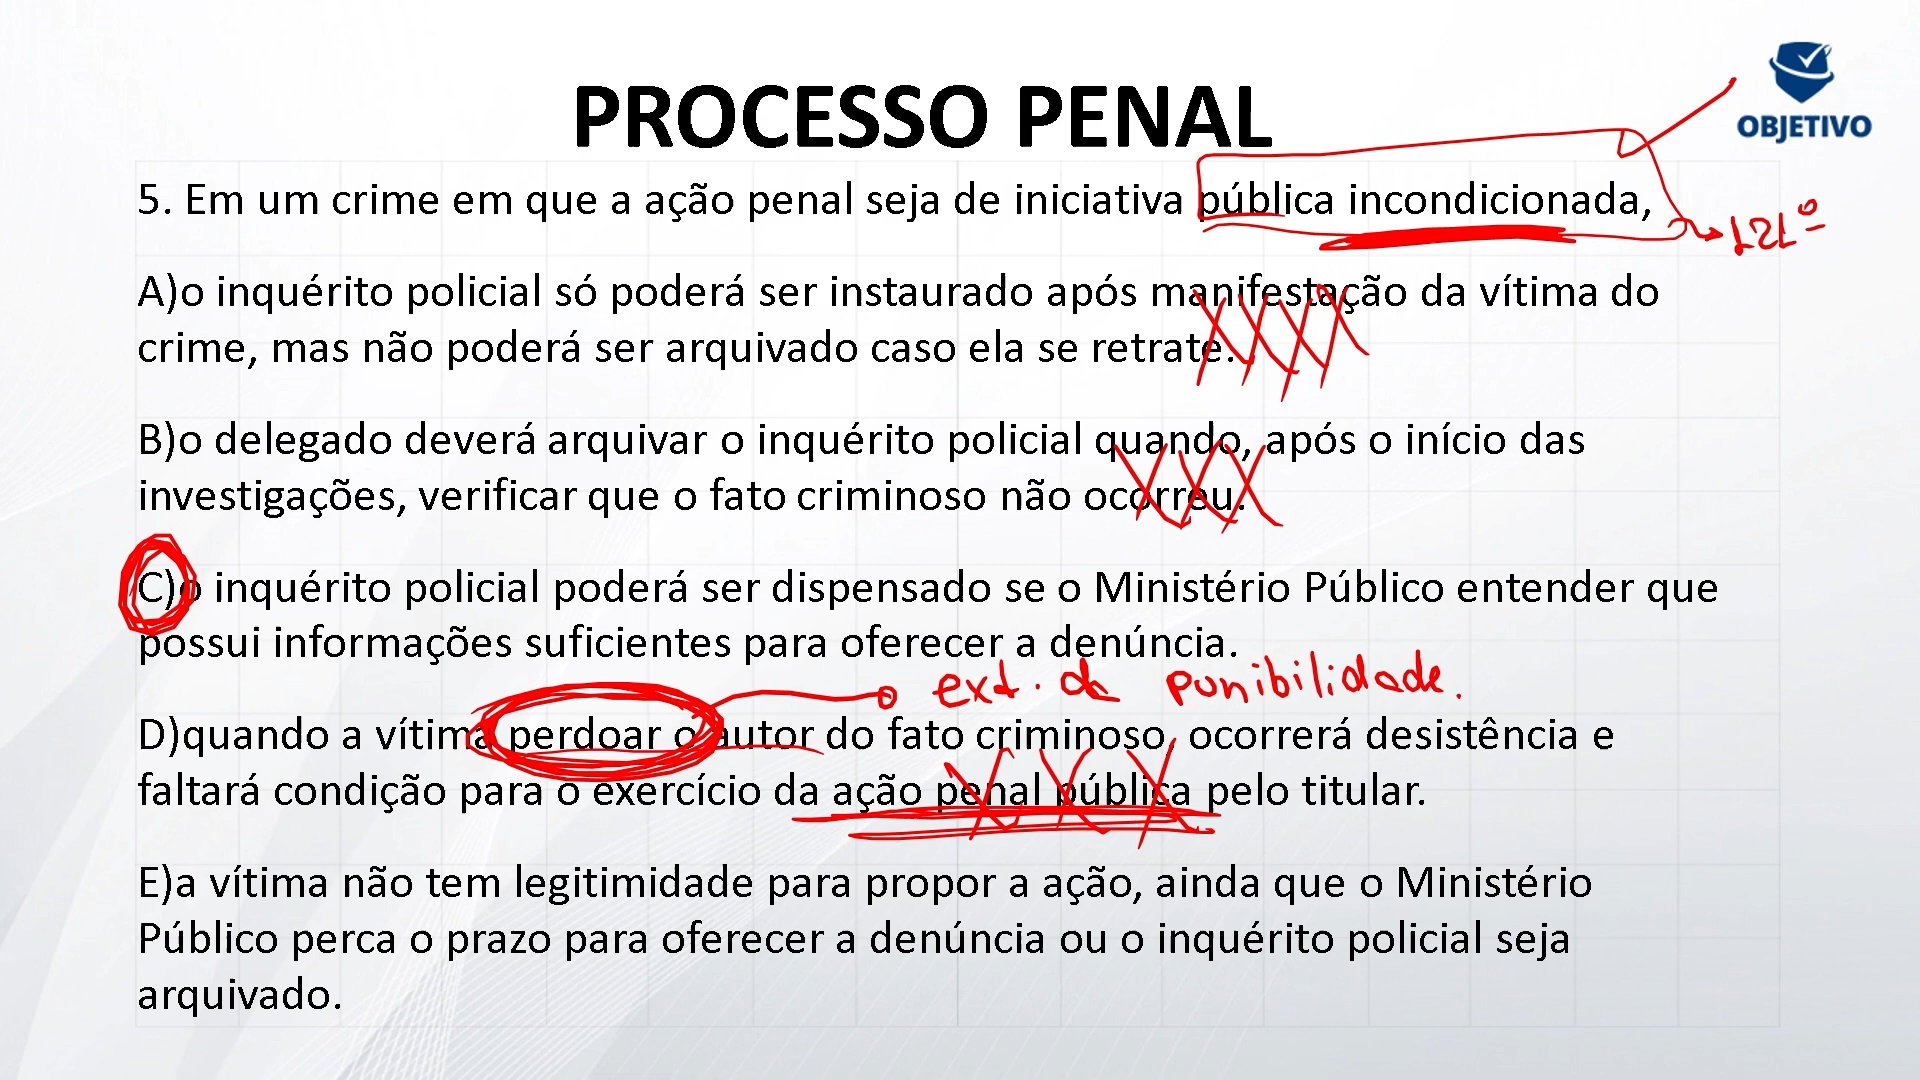 PROCESSO PENAL
OBJETIVO
5. Em um crime em que a ação penal seja de iniciativa pública incondicionada,
121º
A)o inquérito policial só poderá ser instaurado após manifestação da vítima do
crime, mas não poderá ser arquivado caso ela se retrate.
B)o delegado deverá arquivar o inquérito policial quando, após o início das
investigações, verificar que o fato criminoso não ocorreu.
C)o inquérito policial poderá ser dispensado se o Ministério Público entender que
possui informações suficientes para oferecer a denúncia.
ext. da punibilidade.
D)quando a vítima perdoar o autor do fato criminoso, ocorrerá desistência e
faltará condição para o exercício da ação penal pública pelo titular.
E)a vítima não tem legitimidade para propor a ação, ainda que o Ministério
Público perca o prazo para oferecer a denúncia ou o inquérito policial seja
arquivado.